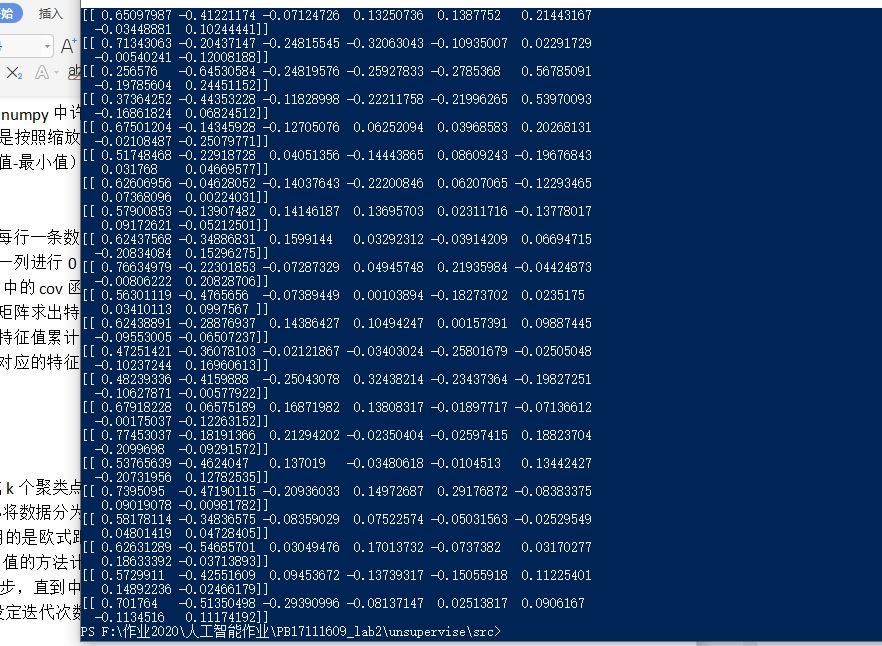 始 插入
A⁺
X₂ A ab
numpy 中许
是按照缩放
值-最小值）
每行一条数
一列进行 0
中的 cov 函
矩阵求出特
特征值累计
对应的特征
k 个聚类点
将数据分为
的是欧式距
值的方法计
步，直到中
设定迭代次数
[[ 0.65097987 -0.41221174 -0.07124726  0.13250736  0.1387752   0.21443167
  -0.03448881  0.10244441]]
[[ 0.71343063 -0.20437147 -0.24815545 -0.32063043 -0.10935007  0.02291729
  -0.00540241 -0.12008188]]
[[ 0.256576   -0.64530584 -0.24819576 -0.25927833 -0.2785368   0.56785091
  -0.19785604  0.24451152]]
[[ 0.37364252 -0.44353228 -0.11828998 -0.22211758 -0.21996265  0.53970093
  -0.16861824  0.06824512]]
[[ 0.67501204 -0.14345928 -0.12705076  0.06252094  0.03968583  0.20268131
  -0.02108487 -0.25079771]]
[[ 0.51748468 -0.22918728  0.04051356 -0.14443865  0.08609243 -0.19676843
   0.031768    0.04669577]]
[[ 0.62606956 -0.04628052 -0.14037643 -0.22200846  0.06207065 -0.12293465
   0.07368096  0.00224031]]
[[ 0.57900853 -0.13907482  0.14146187  0.13695703  0.02311716 -0.13778017
   0.09172621 -0.05212501]]
[[ 0.62437568 -0.34886831  0.1599144   0.03292312 -0.03914209  0.06694715
  -0.20834084  0.15296275]]
[[ 0.76634979 -0.22301853 -0.07287329  0.04945748  0.21935984 -0.04424873
  -0.00806222  0.20828706]]
[[ 0.56301119 -0.4765656  -0.07389449  0.00103894 -0.18273702  0.0235175
   0.03410113  0.0997567 ]]
[[ 0.62438891 -0.28876937  0.14386427  0.10494247  0.00157391  0.09887445
  -0.09553005 -0.06507237]]
[[ 0.47251421 -0.36078103 -0.02121867 -0.03403024 -0.25801679 -0.02505048
  -0.10237244  0.16960613]]
[[ 0.48239336 -0.4159888  -0.25043078  0.32438214 -0.23437364 -0.19827251
  -0.10627871 -0.00577922]]
[[ 0.67918228  0.06575189  0.16871982  0.13808317 -0.01897717 -0.07136612
  -0.00175037 -0.12263152]]
[[ 0.77453037 -0.18191366  0.21294202 -0.02350404 -0.02597415  0.18823704
  -0.2099698  -0.09291572]]
[[ 0.53765639 -0.4624047   0.137019   -0.03480618 -0.0104513   0.13442427
  -0.20731956  0.12782535]]
[[ 0.7395095  -0.47190115 -0.20936033  0.14972687  0.29176872 -0.08383375
   0.09019078 -0.00981782]]
[[ 0.58178114 -0.34836575 -0.08359029  0.07522574 -0.05031563 -0.02529549
   0.04801419  0.04728405]]
[[ 0.62631289 -0.54685701  0.03049476  0.17013732 -0.0737382   0.03170277
   0.18633392 -0.03713893]]
[[ 0.5729911  -0.42551609  0.09453672 -0.13739317 -0.15055918  0.11225401
   0.14892236 -0.02466179]]
[[ 0.701764   -0.51350498 -0.29390996 -0.08137147  0.02513817  0.0906167
  -0.1134516   0.11174192]]
PS F:\作业2020\人工智能作业\PB17111609_lab2\unsupervise\src>